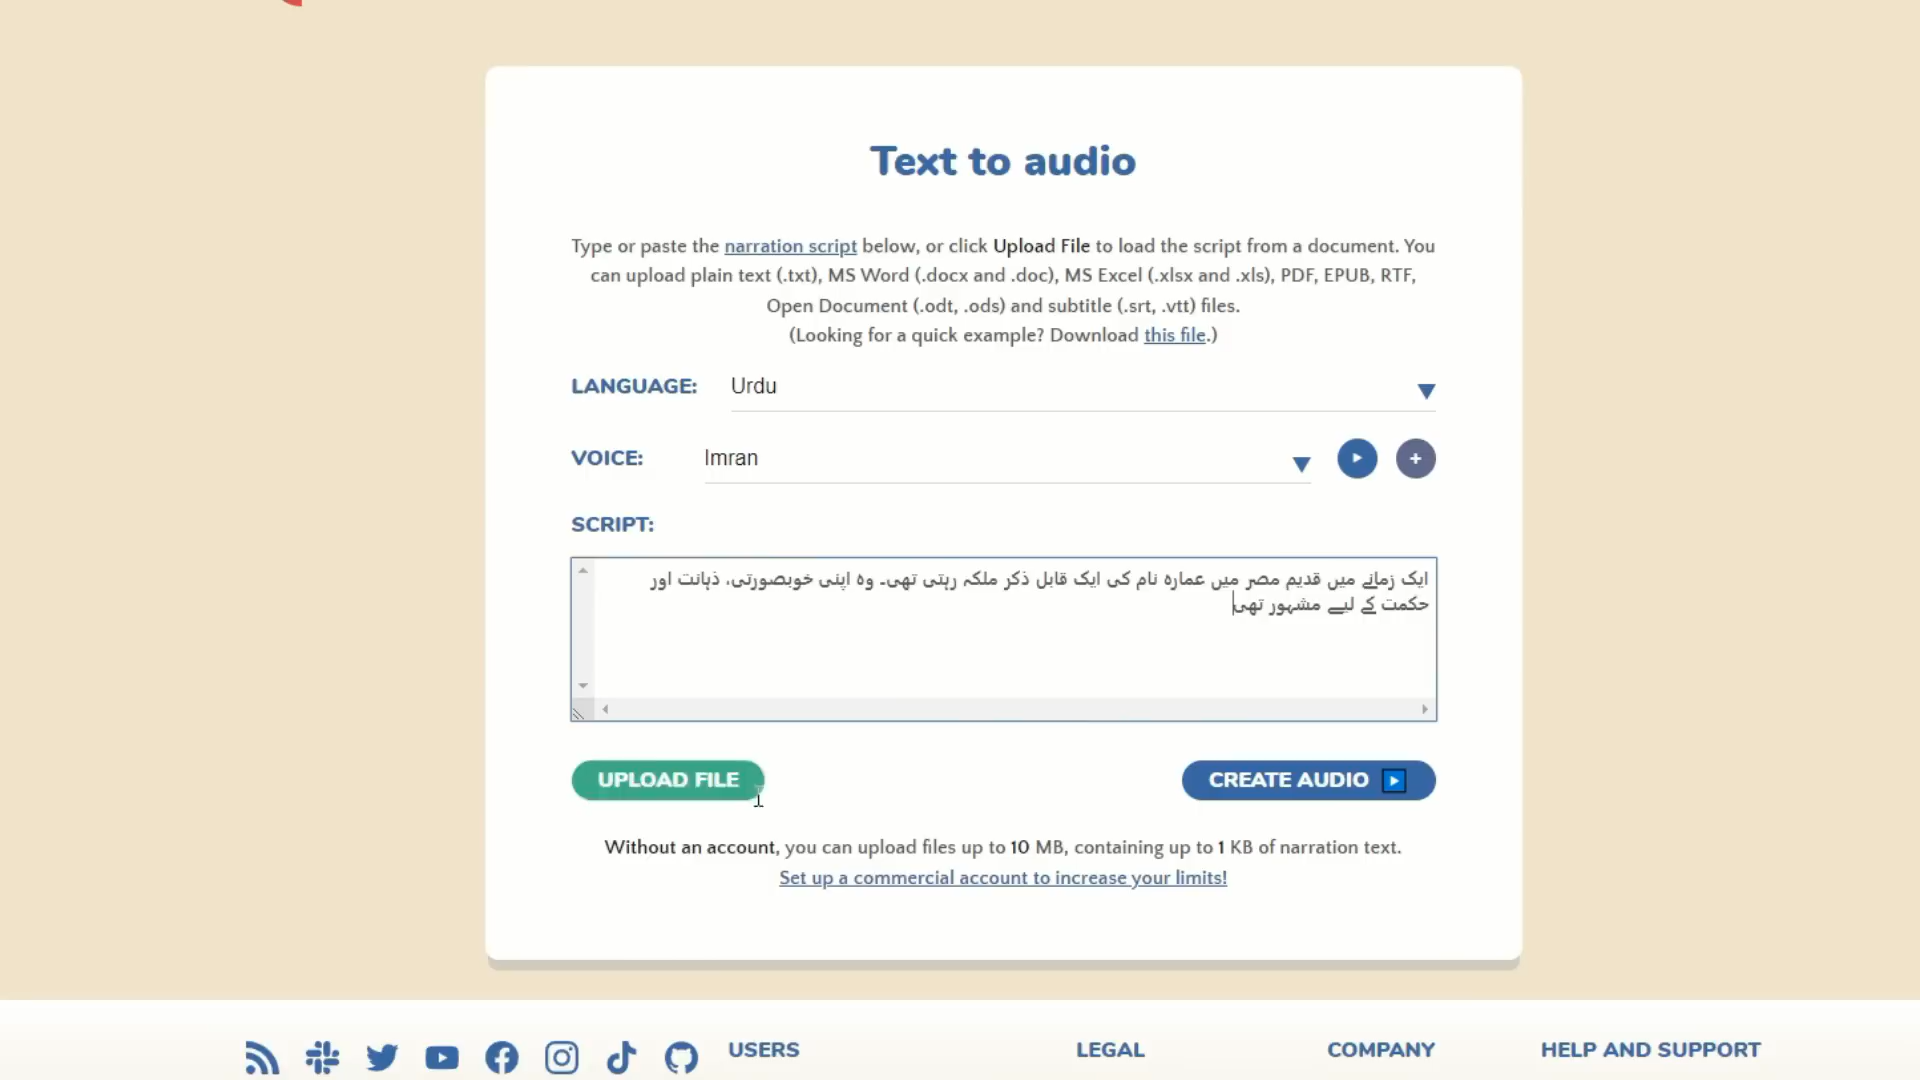 Text to audio
Type or paste the narration script below, or click Upload File to load the script from a document. You
can upload plain text (.txt), MS Word (.docx and .doc), MS Excel (.xlsx and .xls), PDF, EPUB, RTF,
Open Document (.odt, .ods) and subtitle (.srt, .vtt) files.
(Looking for a quick example? Download this file.)
LANGUAGE: Urdu
VOICE: Imran
SCRIPT:
ایک زمانے میں قدیم مصر میں عمارہ نام کی ایک قابل ذکر ملکہ رہتی تھی۔ وہ اپنی خوبصورتی، ذہانت اور
حکمت کے لیے مشہور تھی
UPLOAD FILE
CREATE AUDIO
Without an account, you can upload files up to 10 MB, containing up to 1 KB of narration text.
Set up a commercial account to increase your limits!
USERS
LEGAL
COMPANY
HELP AND SUPPORT